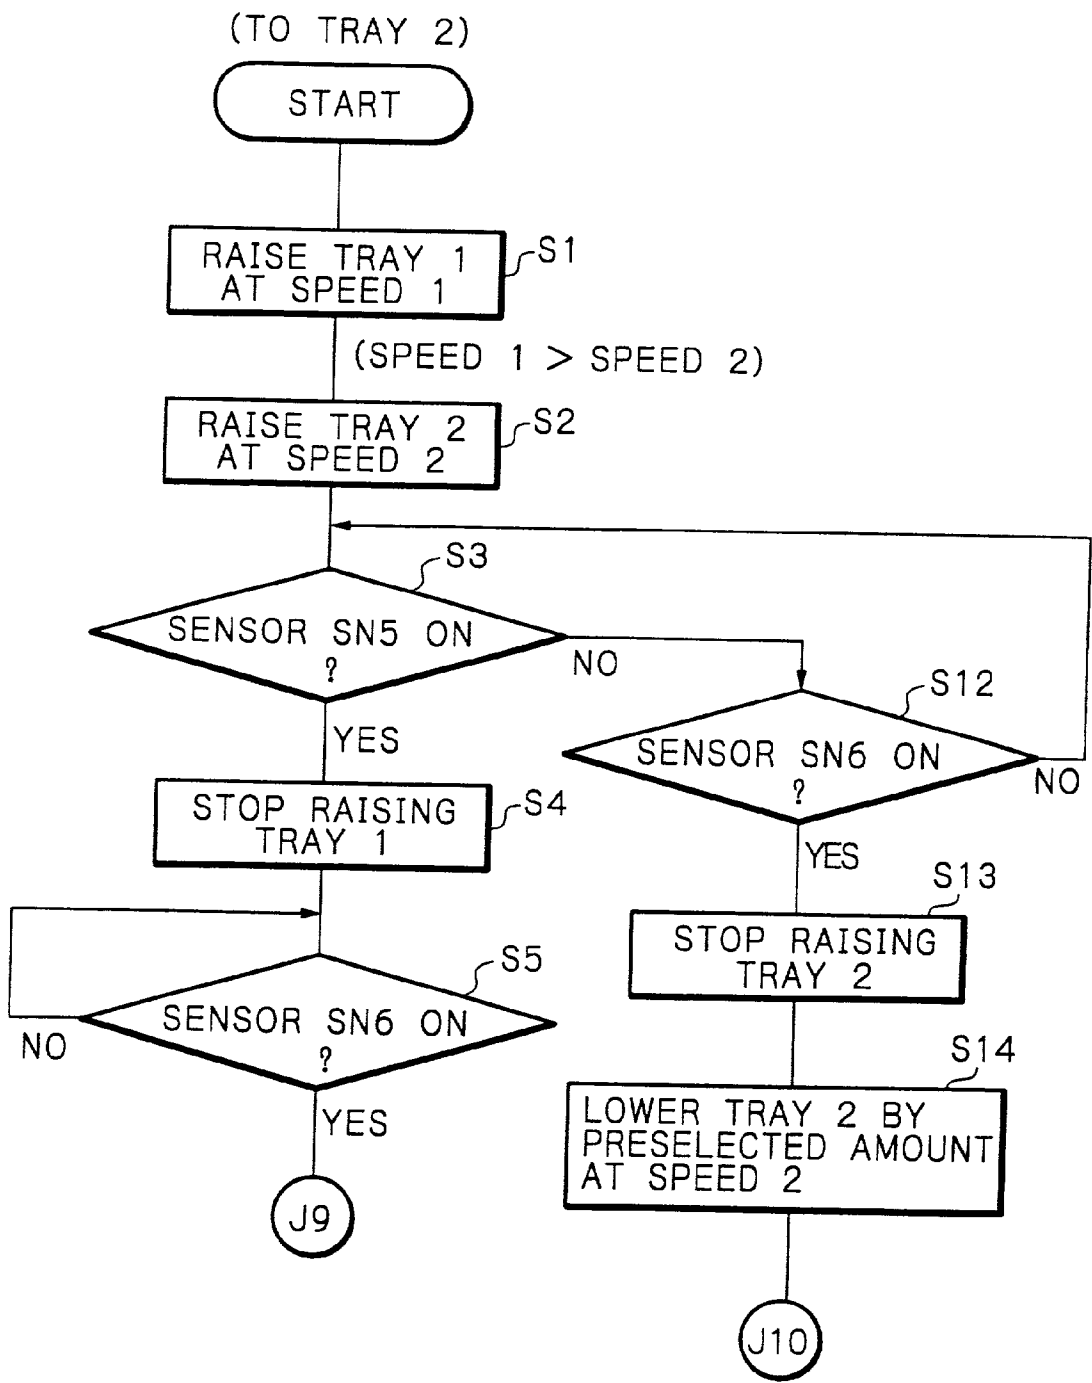 (TO TRAY 2)
START
RAISE TRAY 1
AT SPEED 1
S1
(SPEED 1 > SPEED 2)
RAISE TRAY 2
AT SPEED 2
S2
S3
SENSOR SN5 ON
?
NO
YES
S12
SENSOR SN6 ON
?
NO
YES
STOP RAISING
TRAY 1
S4
S13
STOP RAISING
TRAY 2
S5
SENSOR SN6 ON
?
NO
YES
S14
LOWER TRAY 2 BY
PRESELECTED AMOUNT
AT SPEED 2
J9
J10